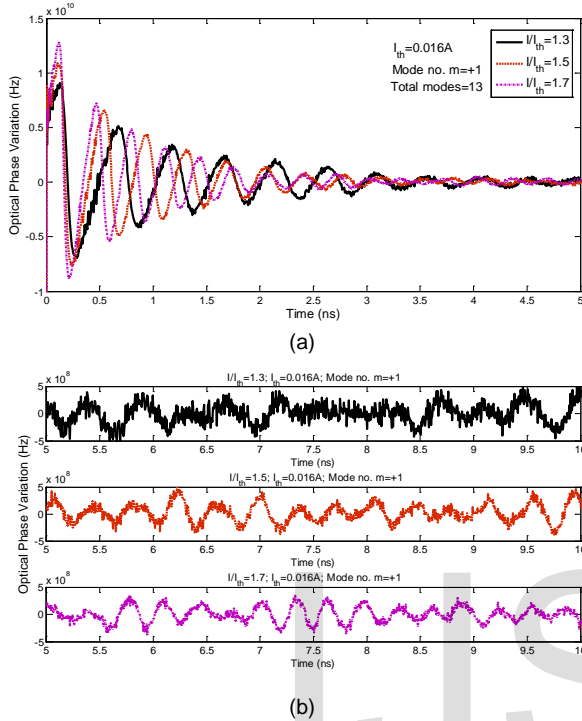 x 10^10
1.5
1
0.5
0
-0.5
-1
Optical Phase Variation (Hz)
I_th=0.016A
Mode no. m=+1
Total modes=13
I/I_th=1.3
I/I_th=1.5
I/I_th=1.7
0 0.5 1 1.5 2 2.5 3 3.5 4 4.5 5
Time (ns)
(a)
Optical Phase Variation (Hz)
x 10^8
I/I_th=1.3; I_th=0.016A; Mode no. m=+1
5
0
-5
5 5.5 6 6.5 7 7.5 8 8.5 9 9.5 10
Time (ns)
x 10^8
I/I_th=1.5; I_th=0.016A; Mode no. m=+1
5
0
-5
5 5.5 6 6.5 7 7.5 8 8.5 9 9.5 10
Time (ns)
x 10^8
I/I_th=1.7; I_th=0.016A; Mode no. m=+1
5
0
-5
5 5.5 6 6.5 7 7.5 8 8.5 9 9.5 10
Time (ns)
(b)